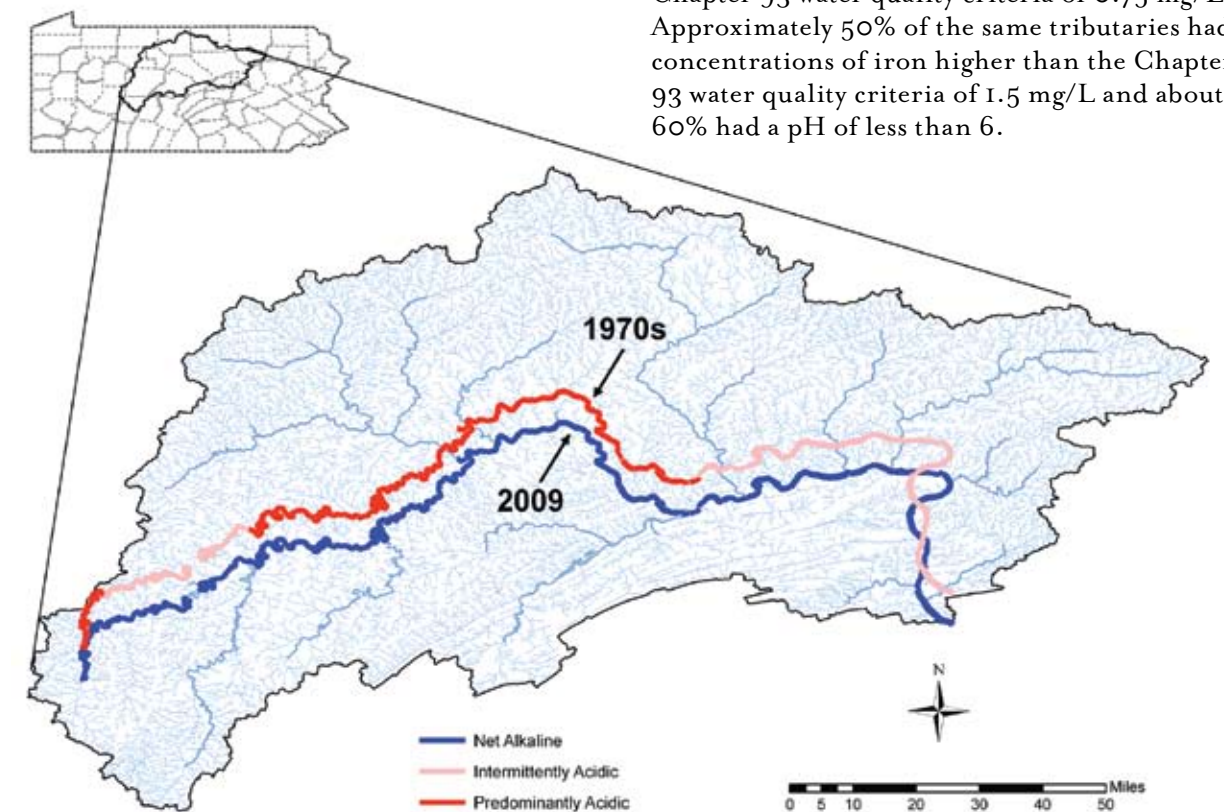 Approximately 50% of the same tributaries had
concentrations of iron higher than the Chapter
93 water quality criteria of 1.5 mg/L and about
60% had a pH of less than 6.
1970s
2009
N
Net Alkaline
Intermittently Acidic
Predominantly Acidic
Miles
0 5 10 20 30 40 50